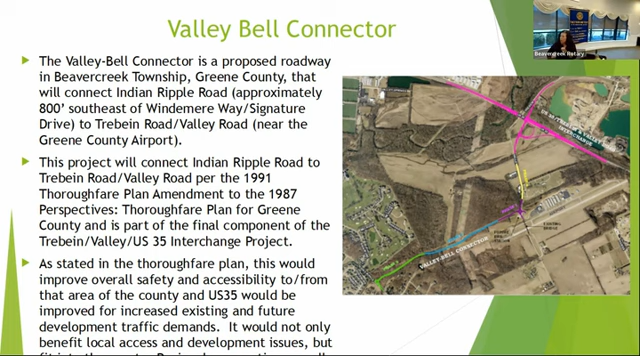 Valley Bell Connector
The Valley-Bell Connector is a proposed roadway
in Beavercreek Township, Greene County, that
will connect Indian Ripple Road (approximately
800’ southeast of Windemere Way/Signature
Drive) to Trebein Road/Valley Road (near the
Greene County Airport).
This project will connect Indian Ripple Road to
Trebein Road/Valley Road per the 1991
Thoroughfare Plan Amendment to the 1987
Perspectives: Thoroughfare Plan for Greene
County and is part of the final component of the
Trebein/Valley/US 35 Interchange Project.
As stated in the thoroughfare plan, this would
improve overall safety and accessibility to/from
that area of the county and US35 would be
improved for increased existing and future
development traffic demands. It would not only
benefit local access and development issues, but
INTERCHANGE
VALLEY-BELL CONNECTOR
Beavercreek Rotary